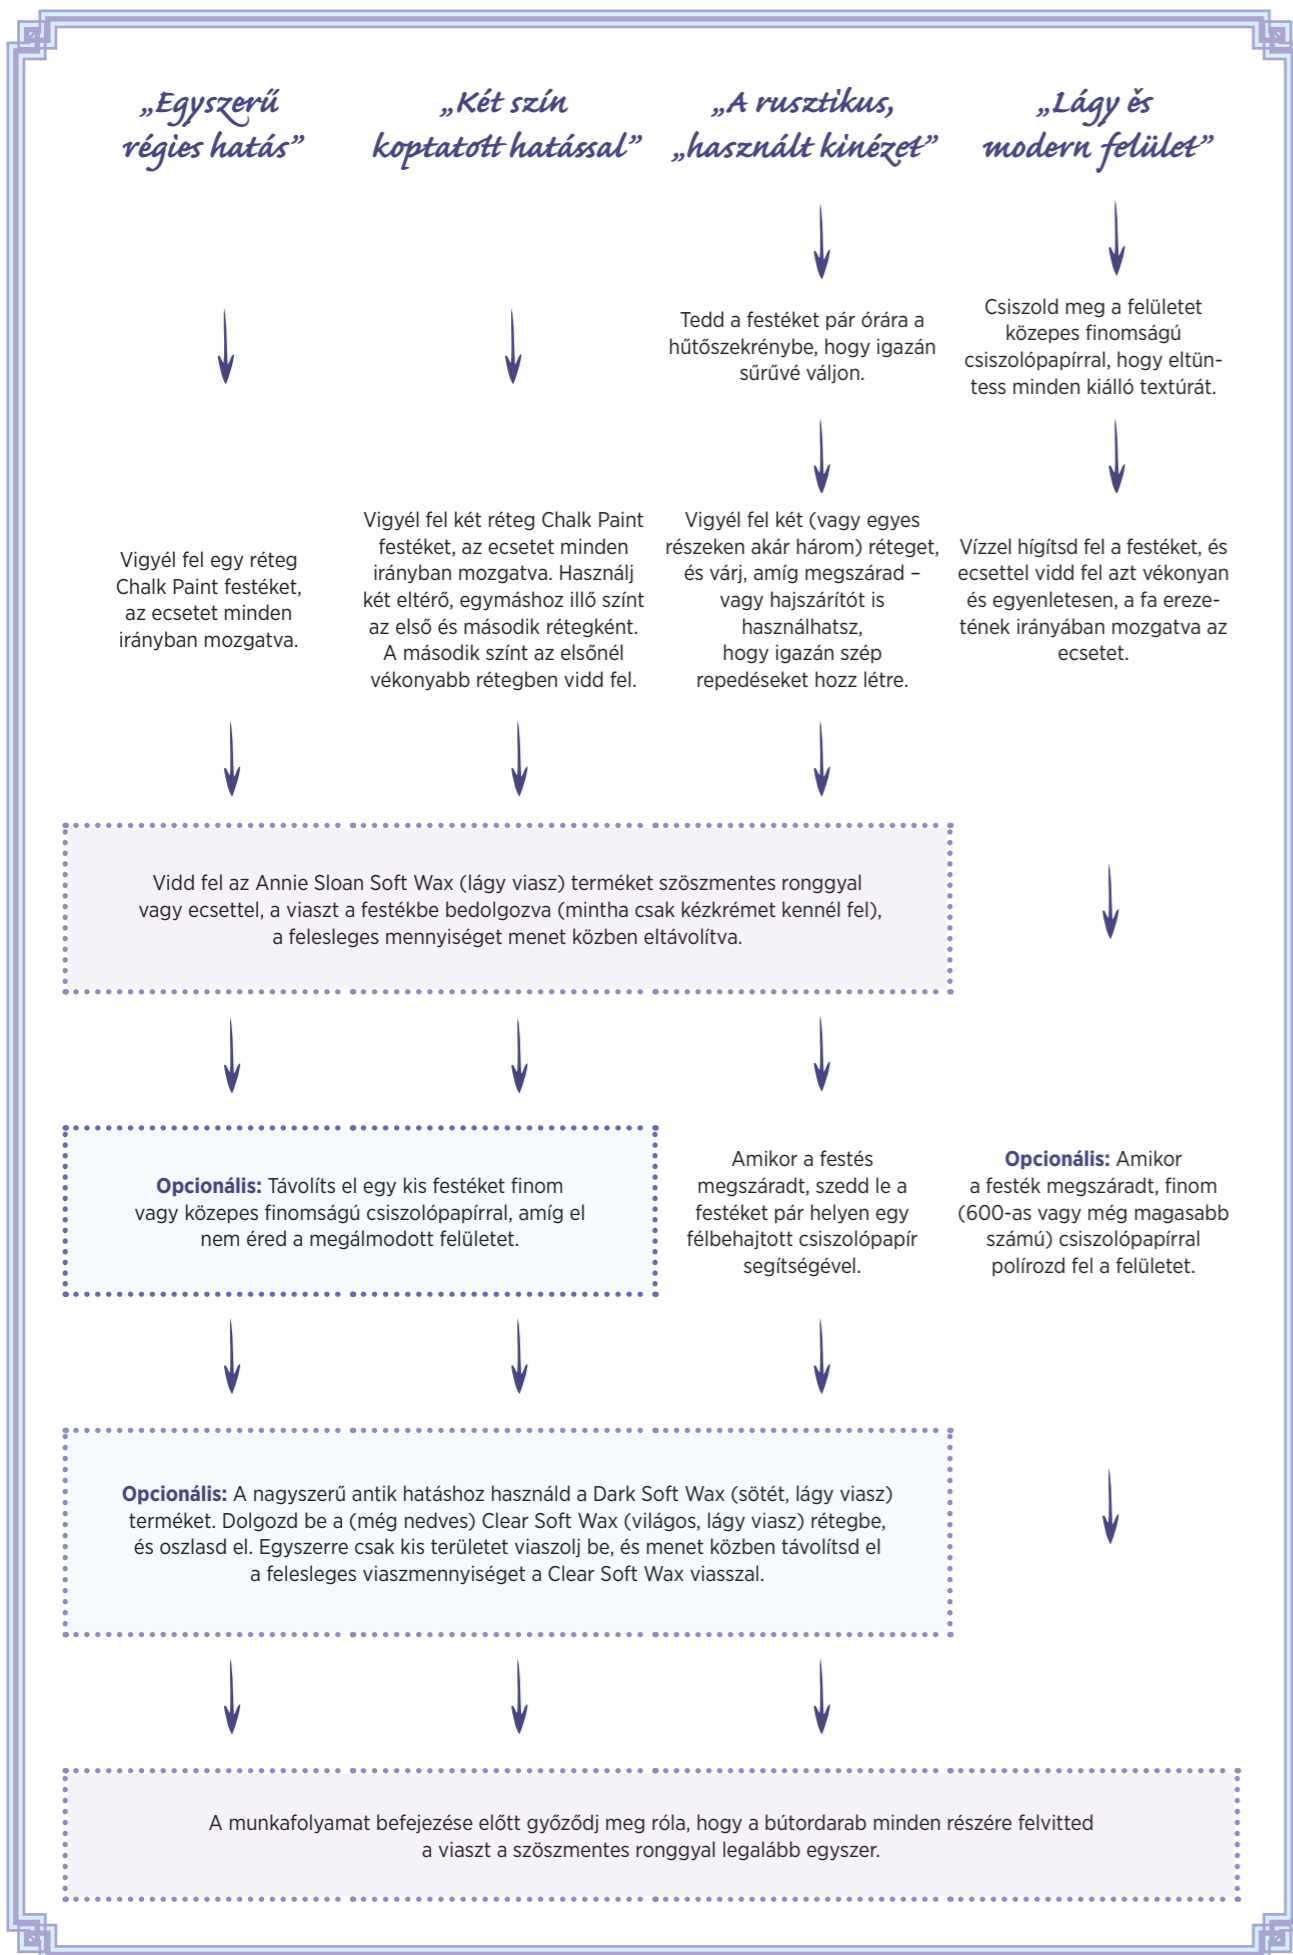 „Egyszerű
régies hatás”
„Két szín
koptatott hatással”
„A rusztikus,
„használt kinézet”
„Lágy ěs
modern felület”
Tedd a festéket pár órára a
hűtőszekrénybe, hogy igazán
sűrűvé váljon.
Csiszold meg a felületet
közepes finomságú
csiszolópapírral, hogy eltün-
tess minden kiálló textúrát.
Vigyél fel egy réteg
Chalk Paint festéket,
az ecsetet minden
irányban mozgatva.
Vigyél fel két réteg Chalk Paint
festéket, az ecsetet minden
irányban mozgatva. Használj
két eltérő, egymáshoz illő színt
az első és második rétegként.
A második színt az elsőnél
vékonyabb rétegben vidd fel.
Vigyél fel két (vagy egyes
részeken akár három) réteget,
és várj, amíg megszárad –
vagy hajszárítót is
használhatsz,
hogy igazán szép
repedéseket hozz létre.
Vízzel hígítsd fel a festéket, és
ecsettel vidd fel azt vékonyan
és egyenletesen, a fa ereze-
tének irányában mozgatva az
ecsetet.
Vidd fel az Annie Sloan Soft Wax (lágy viasz) terméket szöszmentes ronggyal
vagy ecsettel, a viaszt a festékbe bedolgozva (mintha csak kézkrémet kennél fel),
a felesleges mennyiséget menet közben eltávolítva.
Opcionális: Távolíts el egy kis festéket finom
vagy közepes finomságú csiszolópapírral, amíg el
nem éred a megálmodott felületet.
Amikor a festés
megszáradt, szedd le a
festéket pár helyen egy
félbehajtott csiszolópapír
segítségével.
Opcionális: Amikor
a festék megszáradt, finom
(600-as vagy még magasabb
számú) csiszolópapírral
polírozd fel a felületet.
Opcionális: A nagyszerű antik hatáshoz használd a Dark Soft Wax (sötét, lágy viasz)
terméket. Dolgozd be a (még nedves) Clear Soft Wax (világos, lágy viasz) rétegbe,
és oszlasd el. Egyszerre csak kis területet viaszolj be, és menet közben távolítsd el
a felesleges viaszmennyiséget a Clear Soft Wax viasszal.
A munkafolyamat befejezése előtt győződj meg róla, hogy a bútordarab minden részére felvitted
a viaszt a szöszmentes ronggyal legalább egyszer.